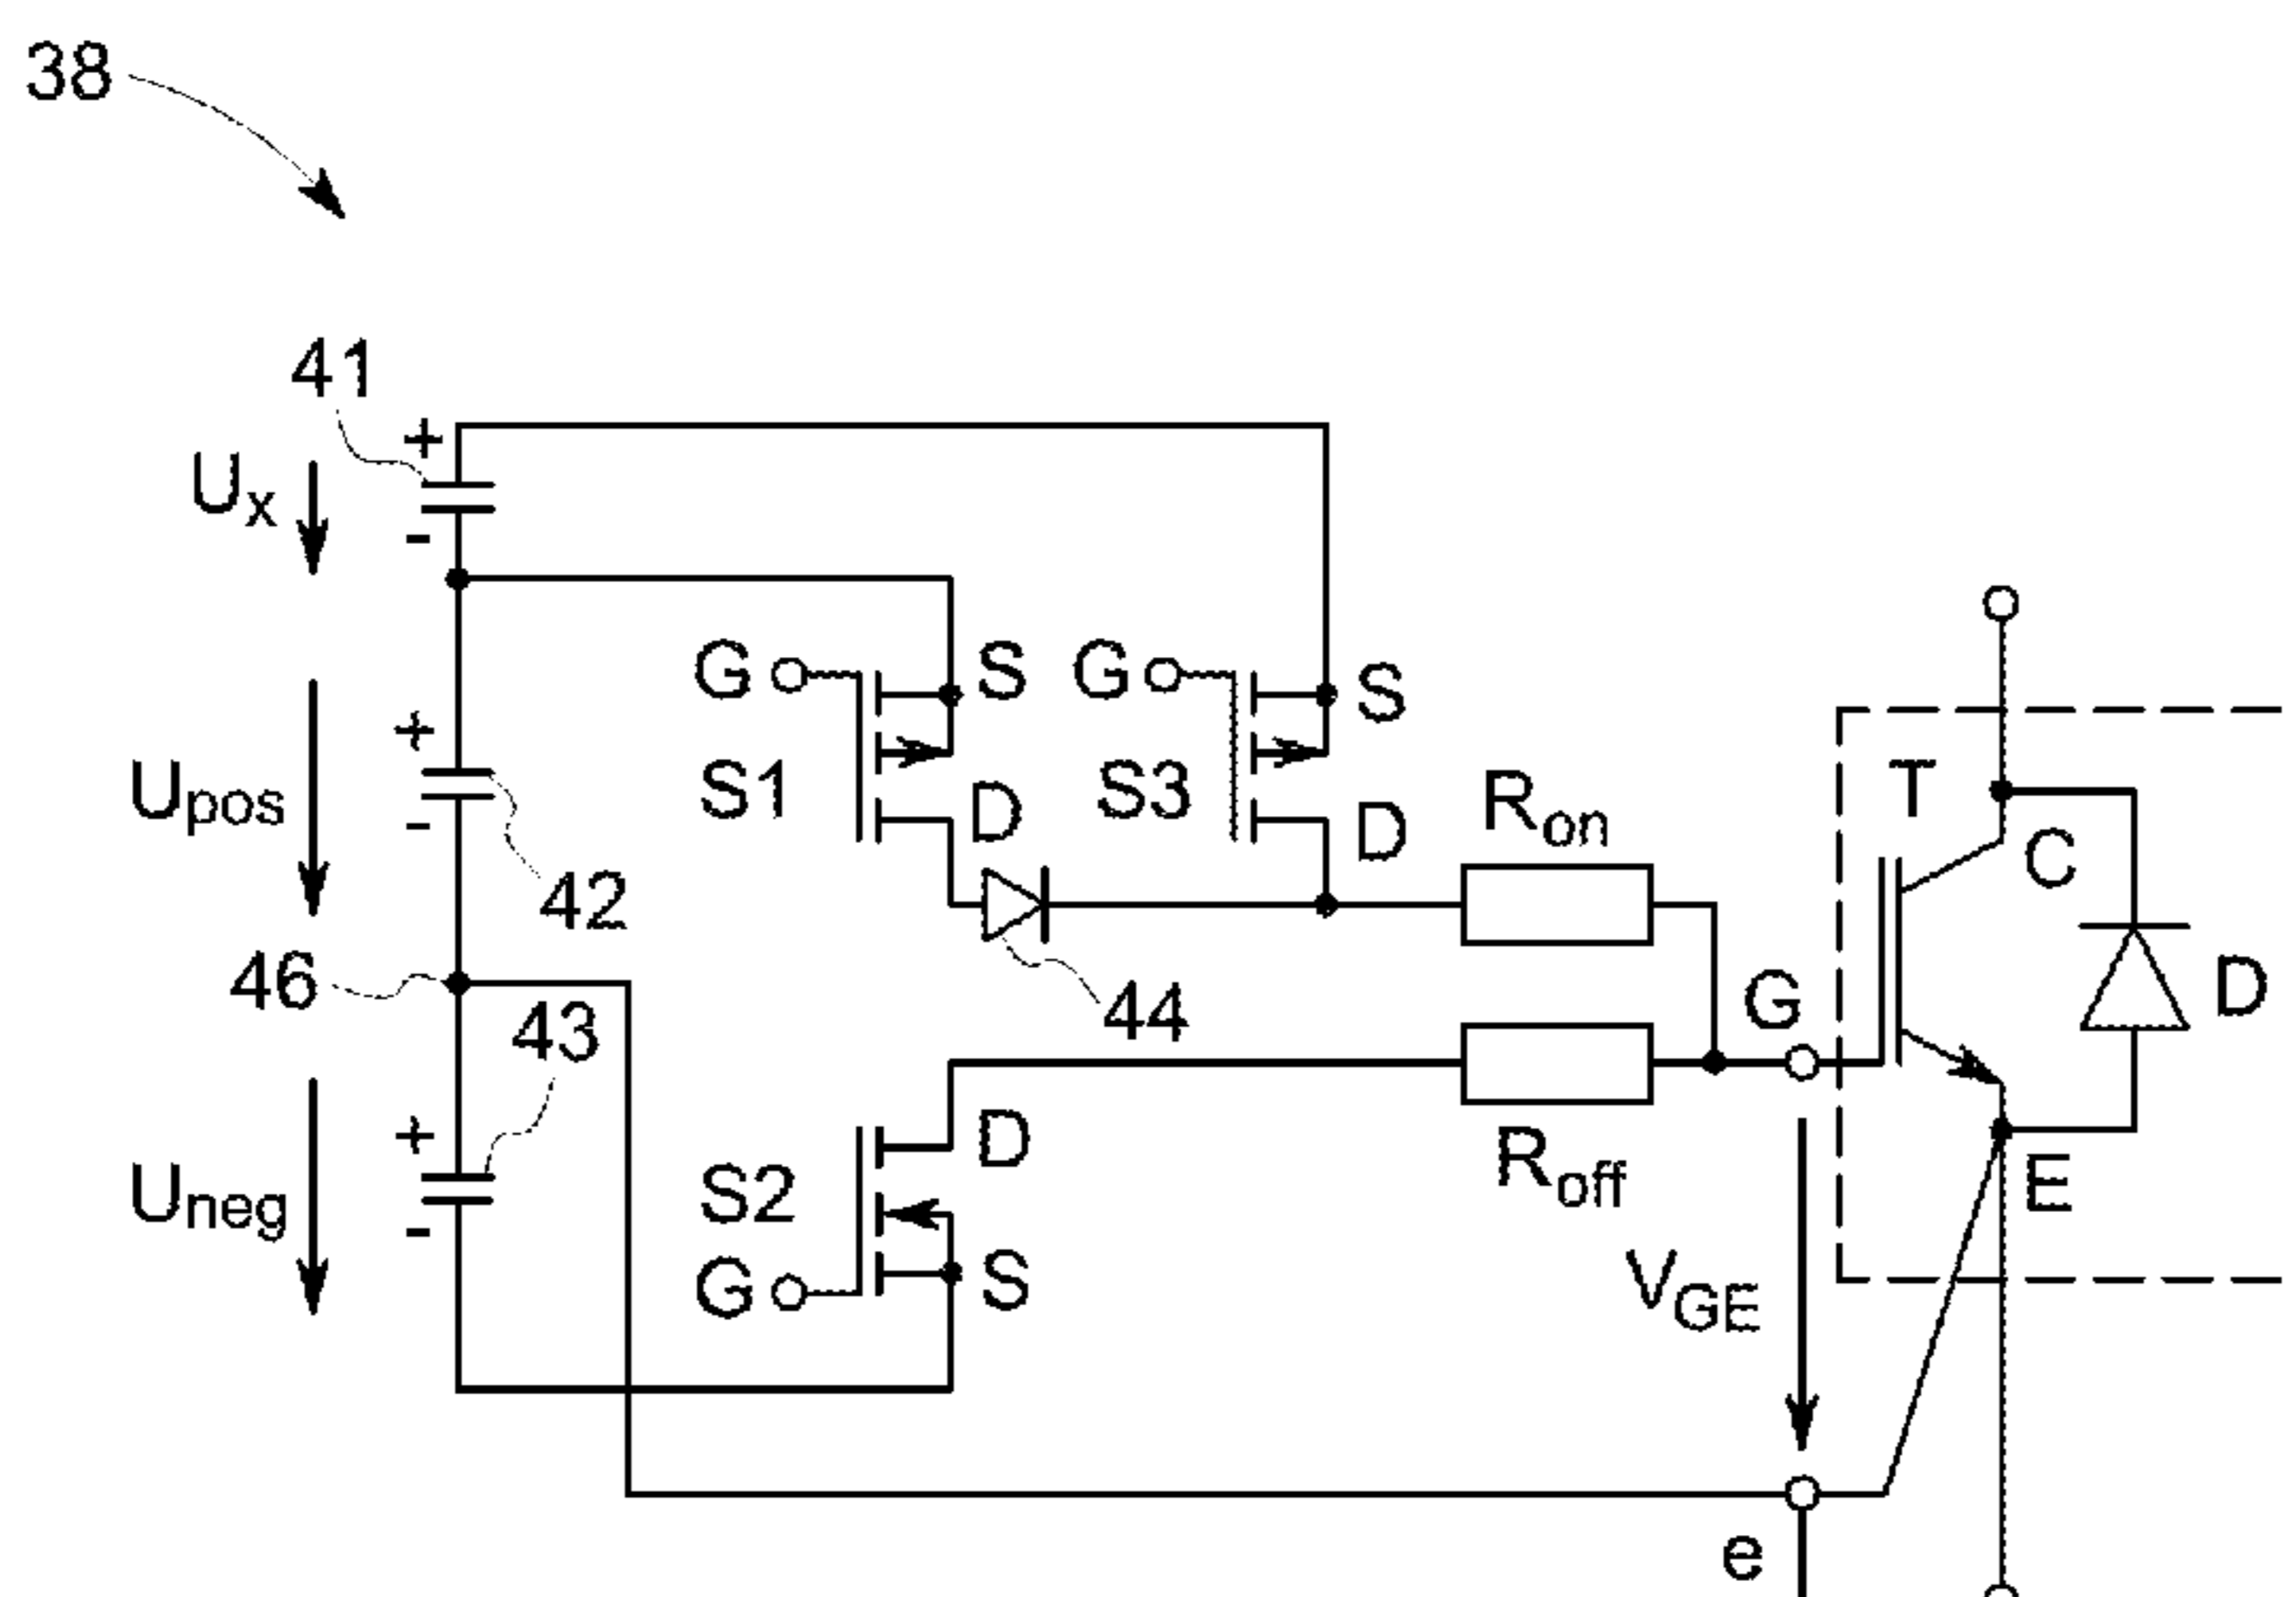 38
41
+
Ux
-
G S G S
+
S1 S3 T
Upos D D Ron
- C
42
46 G D
43 44
+ D
S2 Roff E
Uneg
- G S VGE
e